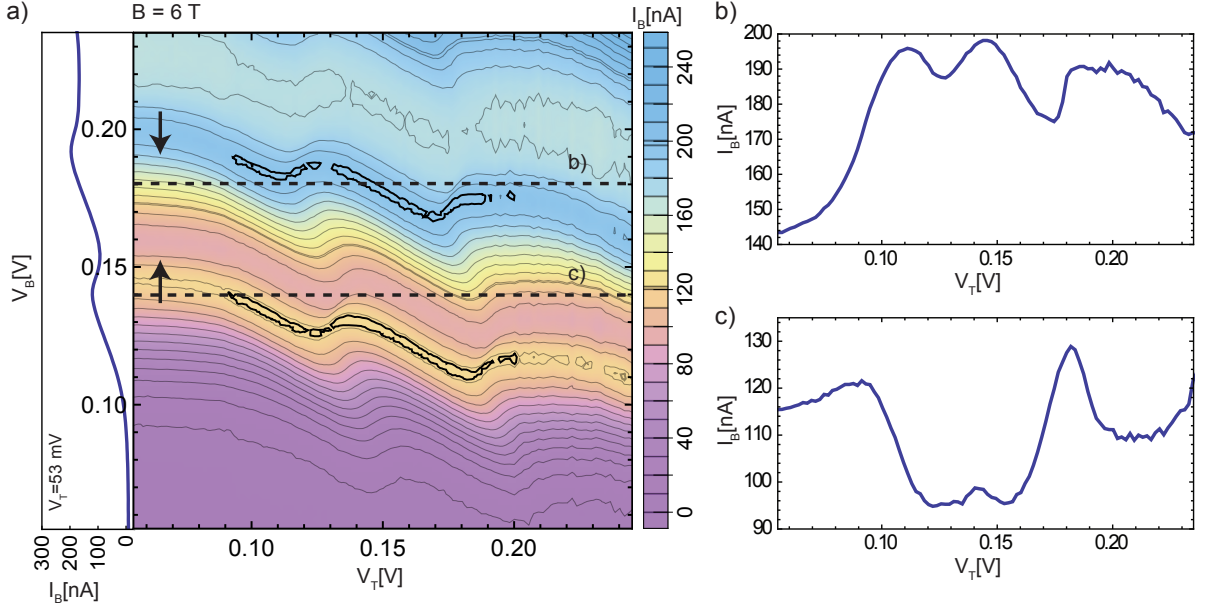 a)
B = 6 T
I_B[nA]
240
200
160
120
80
40
0
V_B[V]
0.20
0.15
0.10
V_T=53 mV
300
200
100
0
I_B[nA]
b)
c)
0.10
0.15
0.20
V_T[V]
b)
I_B[nA]
200
190
180
170
160
150
140
0.10
0.15
0.20
V_T[V]
c)
I_B[nA]
130
120
110
100
90
0.10
0.15
0.20
V_T[V]